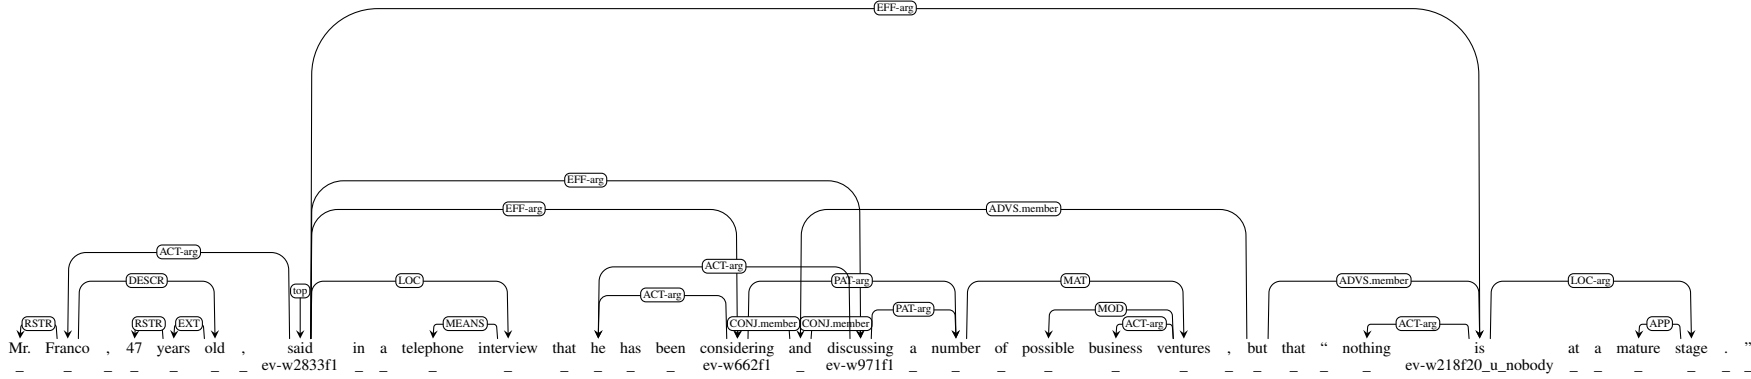 EFF-arg
EFF-arg
EFF-arg ADVS.member
ACT-arg
ACT-arg
DESCR LOC PAT-arg MAT ADVS.member LOC-arg
top ACT-arg
PAT-arg MOD
RSTR RSTR EXT MEANS CONJ.member CONJ.member ACT-arg ACT-arg APP
Mr. Franco , 47 years old , said in a telephone interview that he has been considering and discussing a number of possible business ventures , but that “ nothing is at a mature stage . ”
_ _ _ _ _ _ _ ev-w2833f1 _ _ _ _ _ _ _ _ ev-w662f1 _ ev-w971f1 _ _ _ _ _ _ _ _ _ _ _ ev-w218f20_u_nobody _ _ _ _ _ _